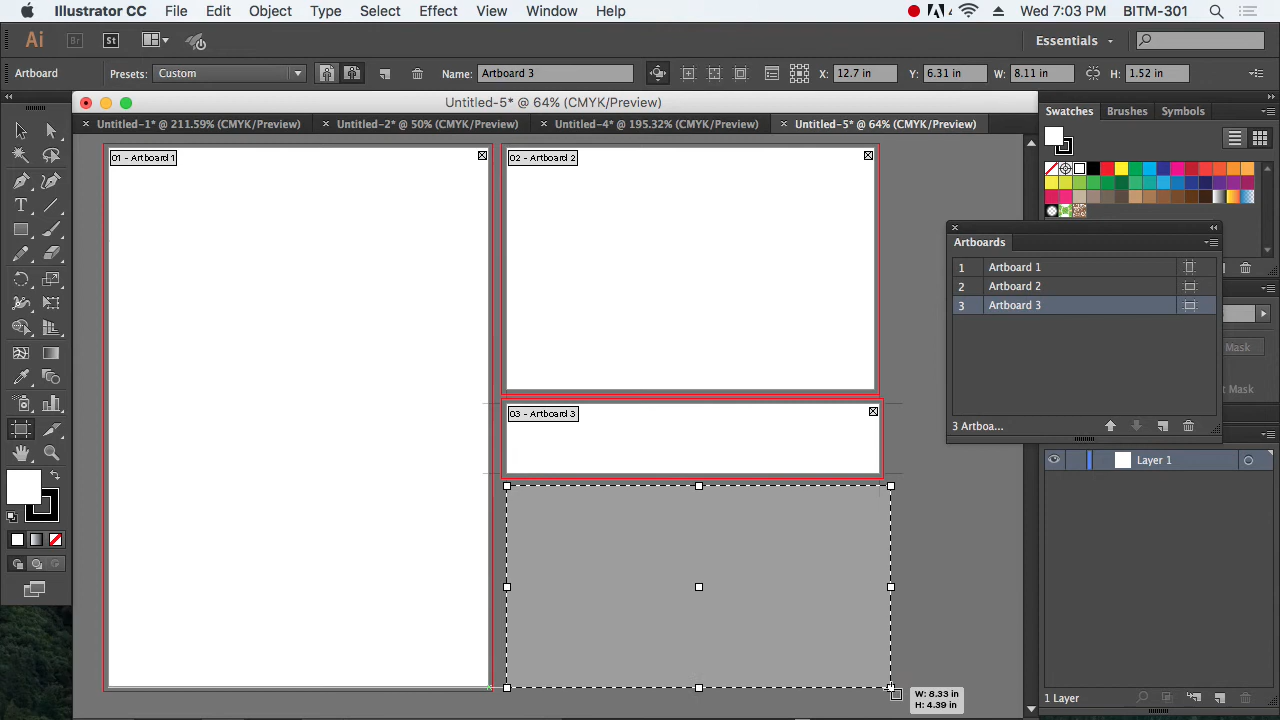 Illustrator CC File Edit Object Type Select Effect View Window Help
4 Wed 7:03 PM BITM-301
Ai Br St Essentials
Artboard Presets: Custom Name: Artboard 3 X: 12.7 in Y: 6.31 in W: 8.11 in H: 1.52 in
Untitled-5* @ 64% (CMYK/Preview)
Untitled-1* @ 211.59% (CMYK/Preview) Untitled-2* @ 50% (CMYK/Preview) Untitled-4* @ 195.32% (CMYK/Preview) Untitled-5* @ 64% (CMYK/Preview)
Swatches Brushes Symbols
01 - Artboard 1
02 - Artboard 2
03 - Artboard 3
Artboards
1 Artboard 1
2 Artboard 2
3 Artboard 3
3 Artboa...
Mask
t Mask
Layer 1
W: 8.33 in
H: 4.39 in
1 Layer